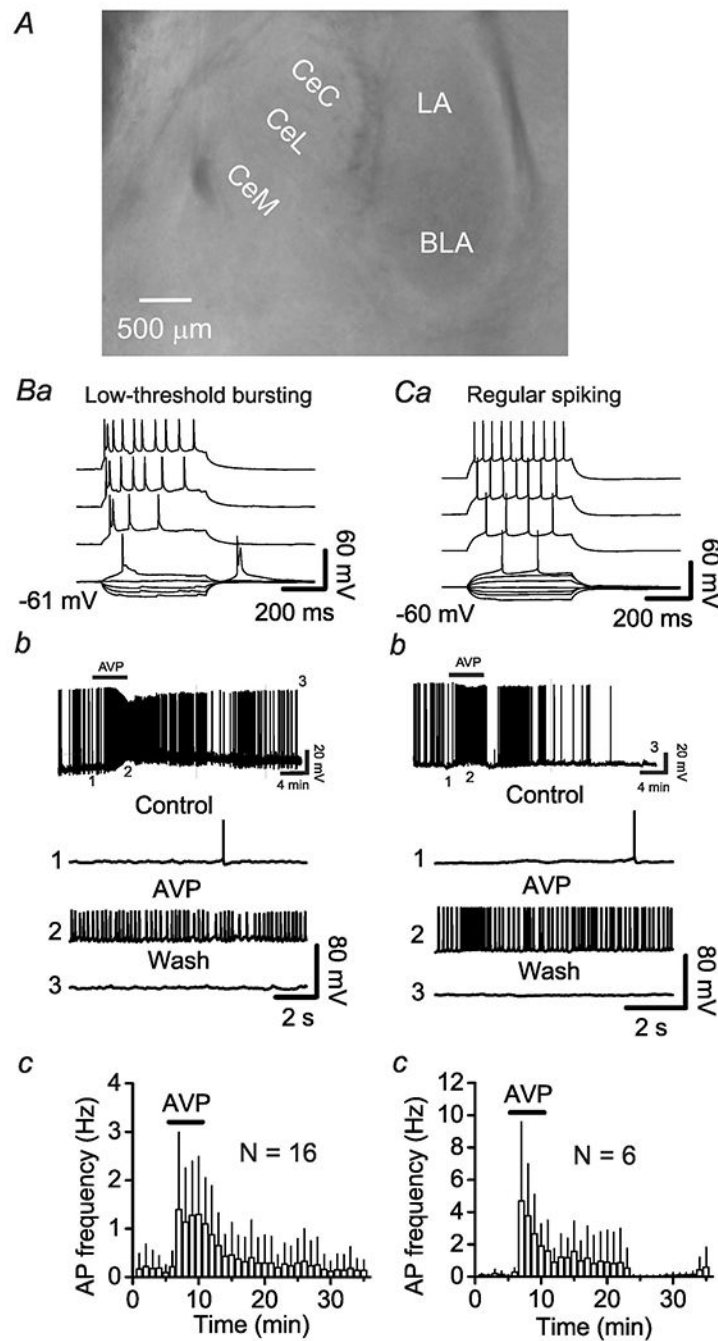 A
CeC
LA
CeL
CeM
BLA
500 μm
Ba Low-threshold bursting
-61 mV
60 mV
200 ms
Ca Regular spiking
-60 mV
60 mV
200 ms
b
AVP
3
1
2
20 mV
4 min
Control
1
AVP
2
Wash
3
80 mV
2 s
b
AVP
3
1
2
20 mV
4 min
Control
1
AVP
2
Wash
3
80 mV
2 s
c
AP frequency (Hz)
4
3
2
1
0
AVP
N = 16
0 10 20 30
Time (min)
c
AP frequency (Hz)
12
10
8
6
4
2
0
AVP
N = 6
0 10 20 30
Time (min)